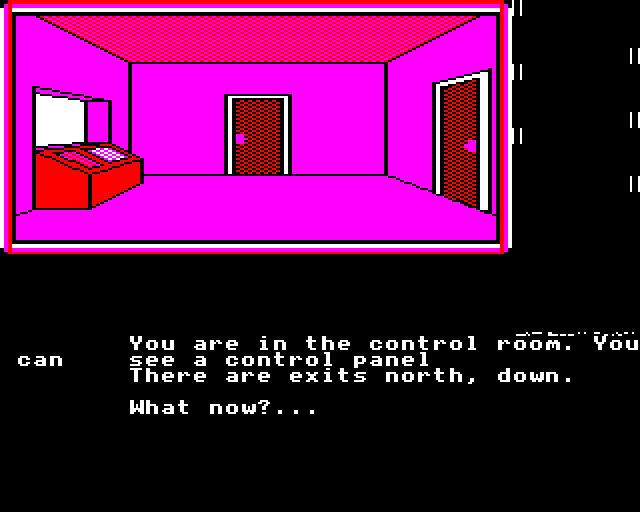 You are in the control room. You
can see a control panel
There are exits north, down.
What now?...